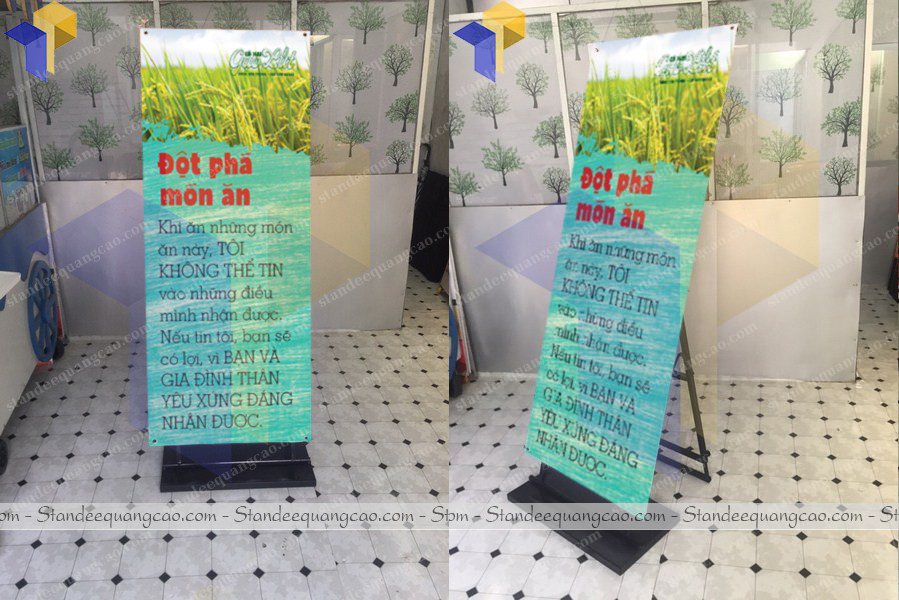 Đột phá
món ăn
Khi ăn những món
ăn này, TÔI
KHÔNG THỂ TIN
vào những điều
mình nhận được.
Nếu tin tôi, bạn sẽ
có lợi, vì BẠN VÀ
GIA ĐÌNH THÂN
YÊU XỨNG ĐÁNG
NHẬN ĐƯỢC.
Đột phá
món ăn
Khi ăn những món
ăn này, TÔI
KHÔNG THỂ TIN
vào những điều
mình nhận được.
Nếu tin tôi, bạn sẽ
có lợi, vì BẠN VÀ
GIA ĐÌNH THÂN
YÊU XỨNG ĐÁNG
NHẬN ĐƯỢC.
om - Standeequangcao.com - Standeequangcao.com - S
om - Standeequangcao.com - Standeequangcao.com - S